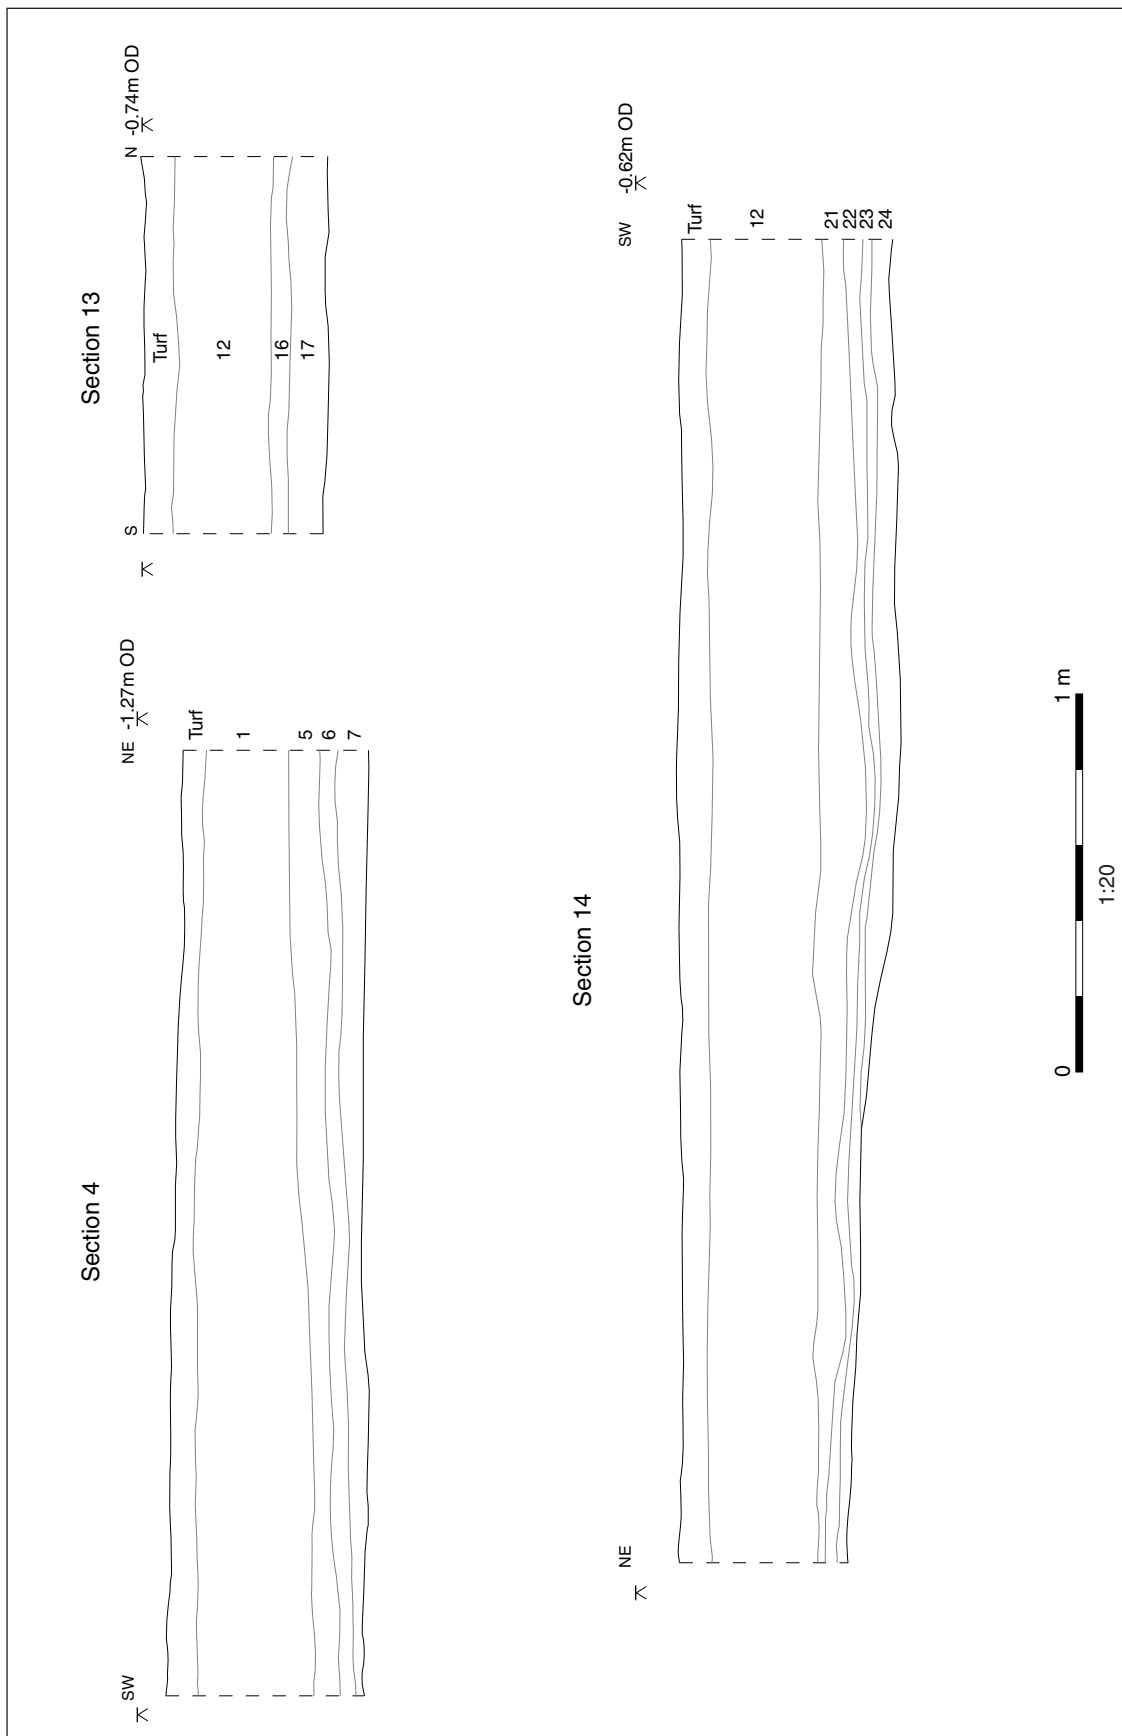 Section 4
SW
NE
-1.27m OD
Turf
1
5
6
7
Section 13
S
N
-0.74m OD
Turf
12
16
17
Section 14
NE
SW
-0.62m OD
Turf
12
21
22
23
24
0
1 m
1:20